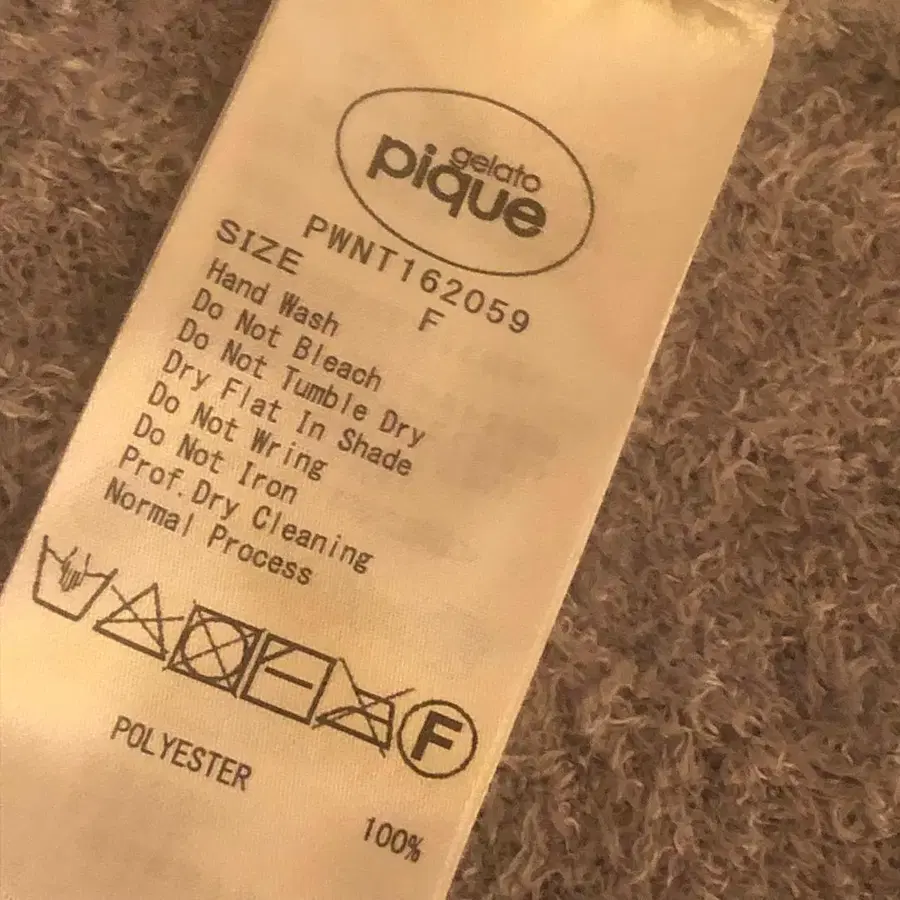 gelato
pique
PWNT162059
SIZE F
Hand Wash
Do Not Bleach
Do Not Tumble Dry
Dry Flat In Shade
Do Not Wring
Do Not Iron
Prof.Dry Cleaning
Normal Process
F
POLYESTER
100%